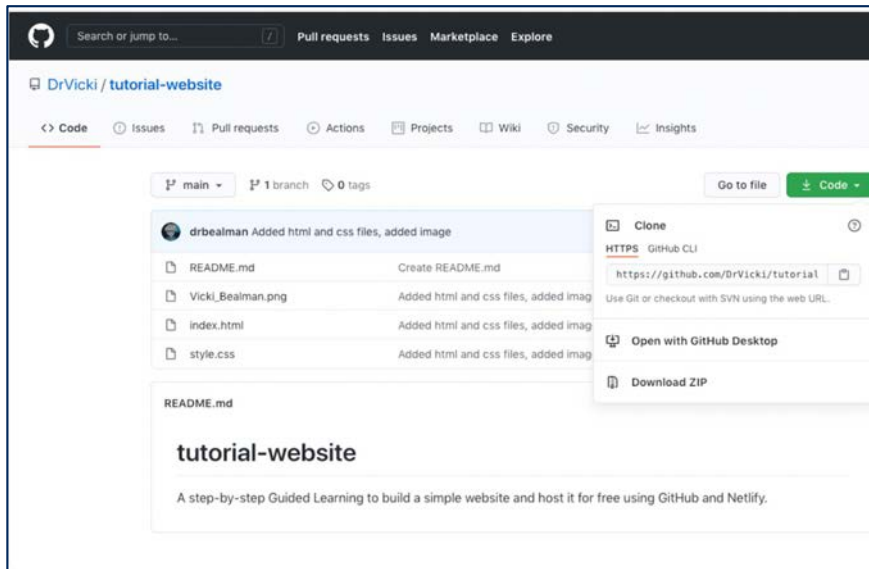 Search or jump to... / Pull requests Issues Marketplace Explore
DrVicki / tutorial-website
<> Code Issues Pull requests Actions Projects Wiki Security Insights
main 1 branch 0 tags Go to file Code
drbealman Added html and css files, added image
README.md Create README.md
Vicki_Bealman.png Added html and css files, added imag
index.html Added html and css files, added imag
style.css Added html and css files, added imag
Clone
HTTPS GitHub CLI
https://github.com/DrVicki/tutorial
Use Git or checkout with SVN using the web URL.
Open with GitHub Desktop
Download ZIP
README.md
tutorial-website
A step-by-step Guided Learning to build a simple website and host it for free using GitHub and Netlify.